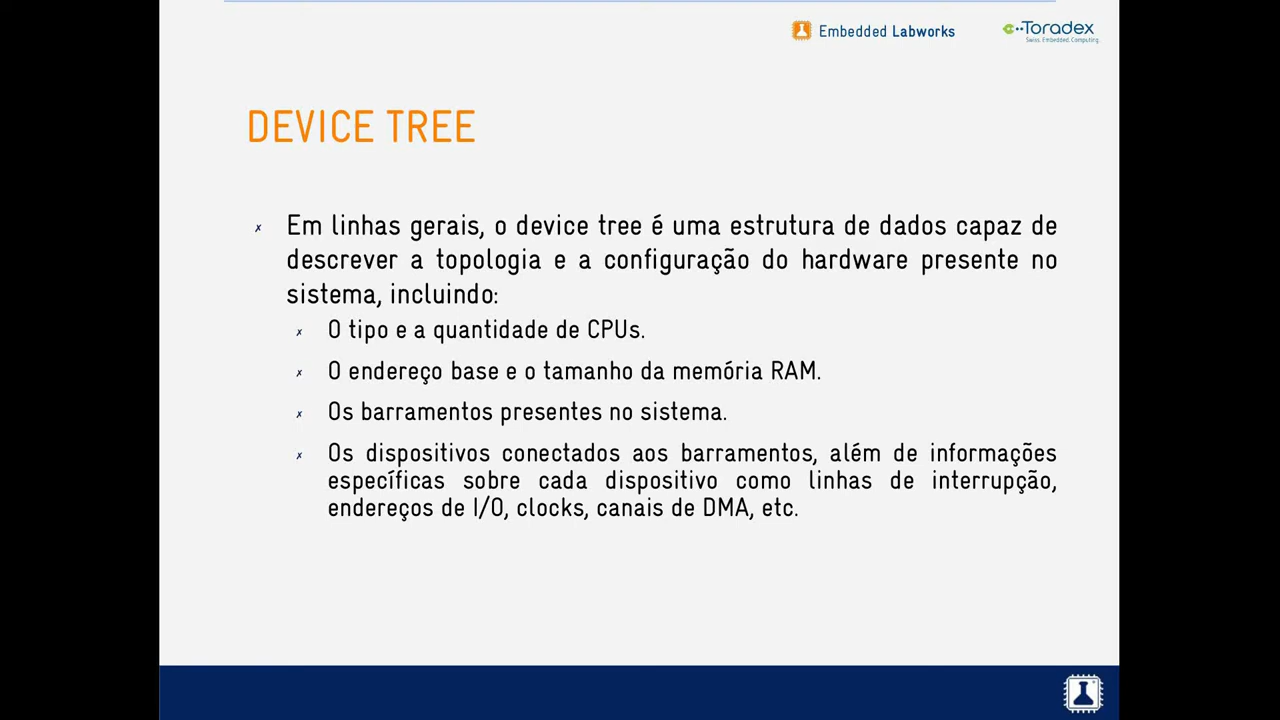 Embedded Labworks
Toradex
Swiss. Embedded. Computing.
DEVICE TREE
Em linhas gerais, o device tree é uma estrutura de dados capaz de
descrever a topologia e a configuração do hardware presente no
sistema, incluindo:
O tipo e a quantidade de CPUs.
O endereço base e o tamanho da memória RAM.
Os barramentos presentes no sistema.
Os dispositivos conectados aos barramentos, além de informações
específicas sobre cada dispositivo como linhas de interrupção,
endereços de I/O, clocks, canais de DMA, etc.